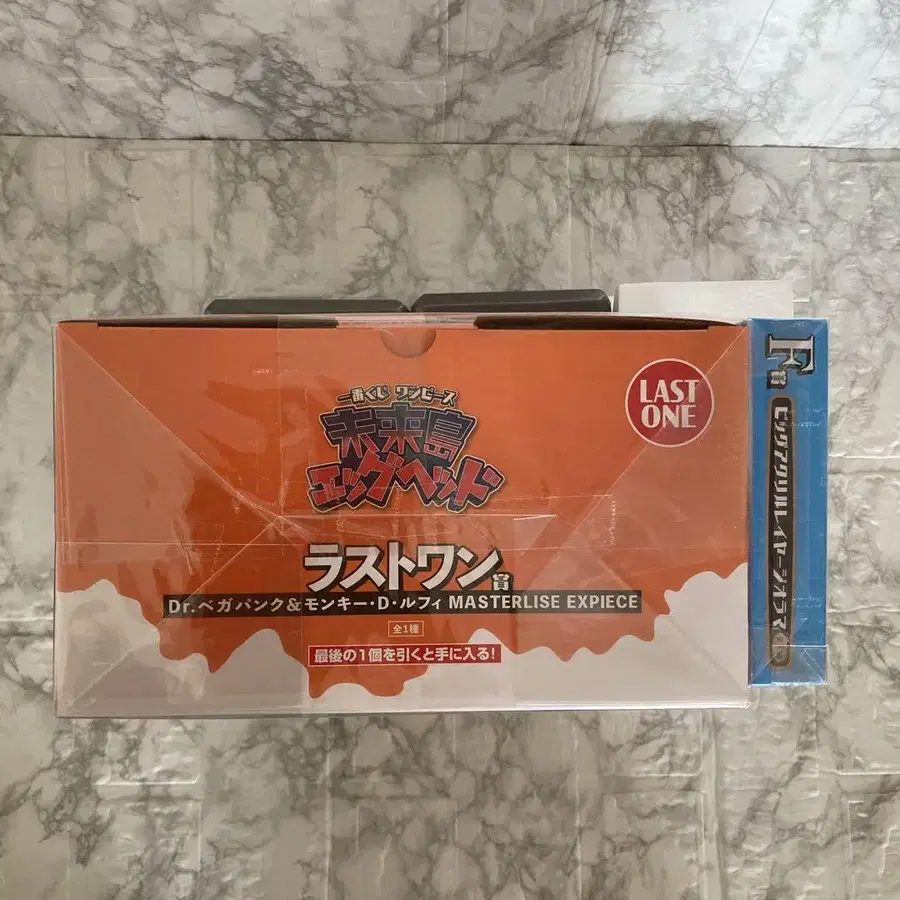 一番くじ ワンピース
未来島
エッグヘッド
LAST
ONE
ラストワン賞
Dr.ベガパンク&モンキー・D・ルフィ MASTERLISE EXPIECE
全1種
最後の1個を引くと手に入る!
F賞
ビッグアクリルレイヤージオラマ